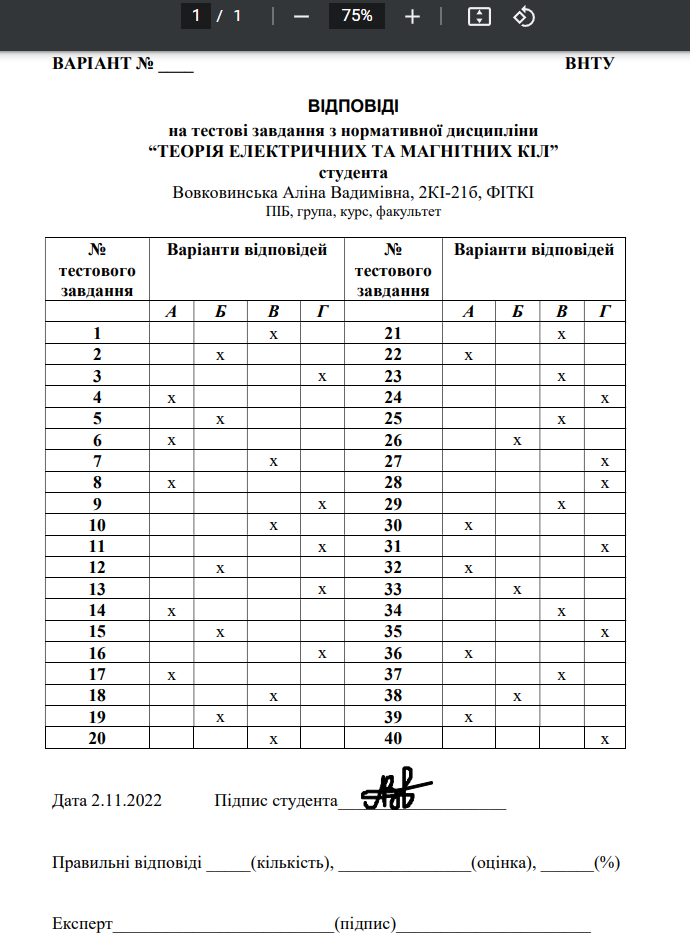 1 / 1 75%
ВАРІАНТ № ____ ВНТУ
ВІДПОВІДІ
на тестові завдання з нормативної дисципліни
“ТЕОРІЯ ЕЛЕКТРИЧНИХ ТА МАГНІТНИХ КІЛ”
студента
Вовковинська Аліна Вадимівна, 2КІ-21б, ФІТКІ
ПІБ, група, курс, факультет
№ Варіанти відповідей № Варіанти відповідей
тестового тестового
завдання завдання
А Б В Г А Б В Г
1 х 21 х
2 х 22 х
3 х 23 х
4 х 24 х
5 х 25 х
6 х 26 х
7 х 27 х
8 х 28 х
9 х 29 х
10 х 30 х
11 х 31 х
12 х 32 х
13 х 33 х
14 х 34 х
15 х 35 х
16 х 36 х
17 х 37 х
18 х 38 х
19 х 39 х
20 х 40 х
Дата 2.11.2022 Підпис студента___________________
Правильні відповіді _____(кількість), _______________(оцінка), ______(%)
Експерт_________________________(підпис)______________________